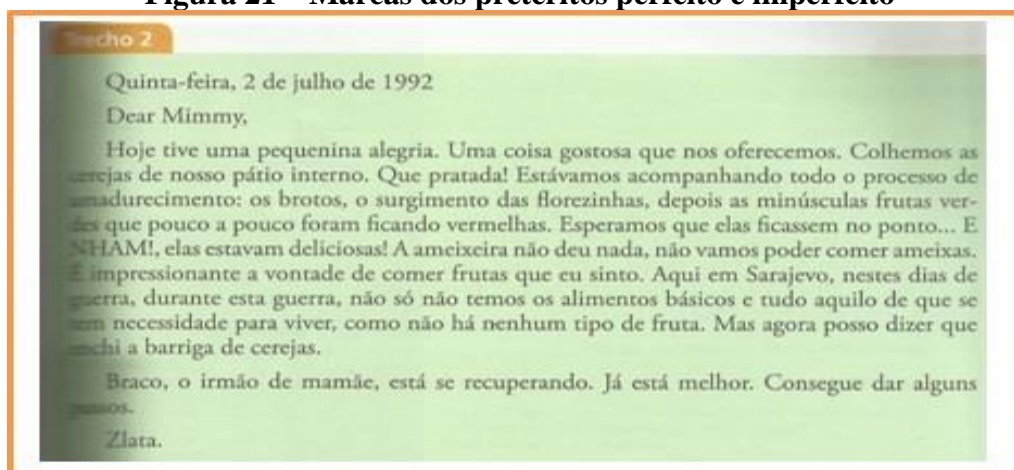 Figura 21 – Marcas dos pretéritos perfeito e imperfeito
Trecho 2
Quinta-feira, 2 de julho de 1992
Dear Mimmy,
Hoje tive uma pequenina alegria. Uma coisa gostosa que nos oferecemos. Colhemos as
cerejas de nosso pátio interno. Que pratada! Estávamos acompanhando todo o processo de
amadurecimento: os brotos, o surgimento das florezinhas, depois as minúsculas frutas ver-
des que pouco a pouco foram ficando vermelhas. Esperamos que elas ficassem no ponto... E
NHAM!, elas estavam deliciosas! A ameixeira não deu nada, não vamos poder comer ameixas.
É impressionante a vontade de comer frutas que eu sinto. Aqui em Sarajevo, nestes dias de
guerra, durante esta guerra, não só não temos os alimentos básicos e tudo aquilo de que se
tem necessidade para viver, como não há nenhum tipo de fruta. Mas agora posso dizer que
enchi a barriga de cerejas.
Braco, o irmão de mamãe, está se recuperando. Já está melhor. Consegue dar alguns
passos.
Zlata.